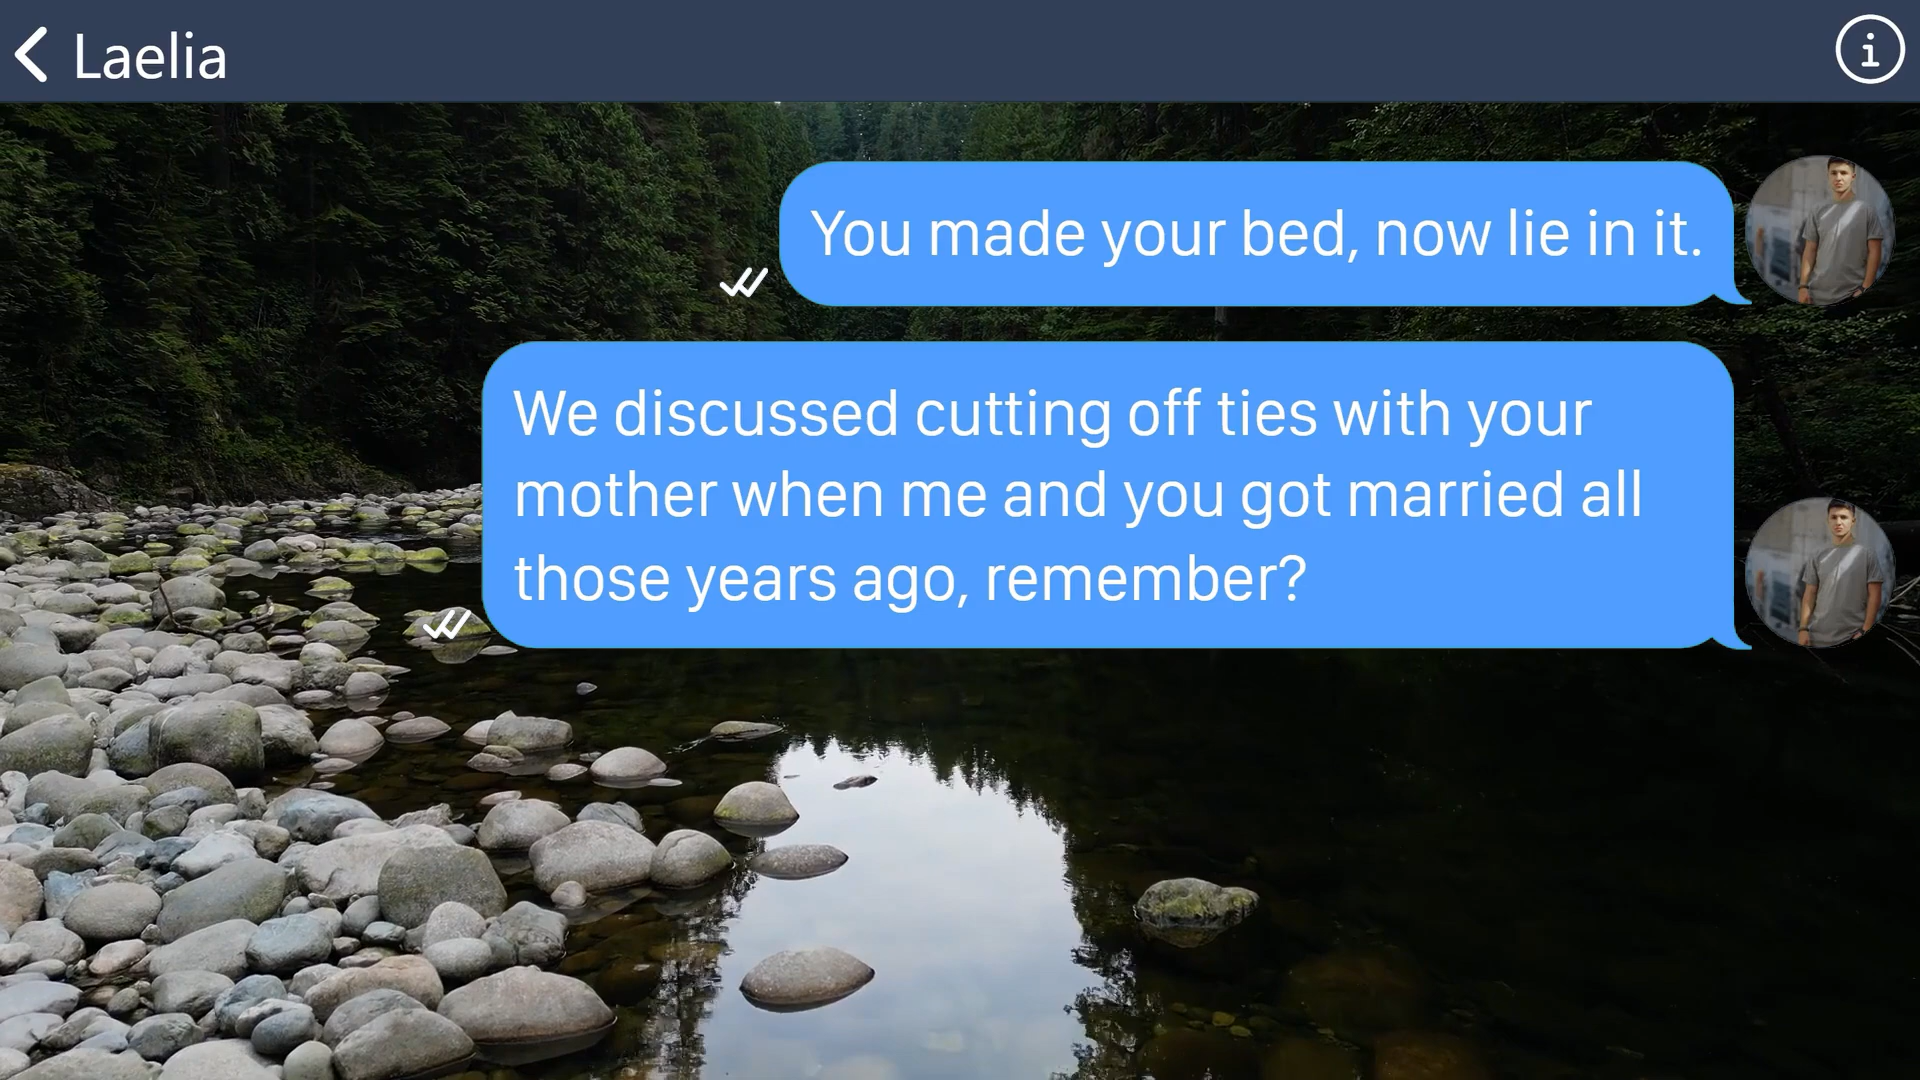 Laelia
You made your bed, now lie in it.
We discussed cutting off ties with your
mother when me and you got married all
those years ago, remember?